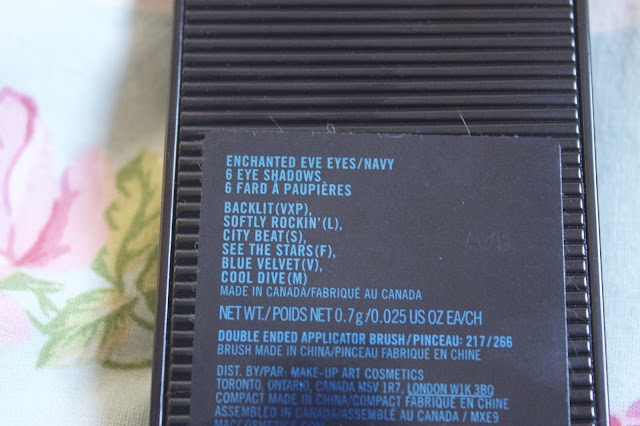 ENCHANTED EVE EYES/NAVY
6 EYE SHADOWS
6 FARD À PAUPIÈRES
BACKLIT(VXP),
SOFTLY ROCKIN'(L),
CITY BEAT(S),
SEE THE STARS(F),
BLUE VELVET(V),
COOL DIVE(M)
MADE IN CANADA/FABRIQUÉ AU CANADA
NET WT./POIDS NET 0.7g/0.025 US OZ EA/CH
DOUBLE ENDED APPLICATOR BRUSH/PINCEAU: 217/266
BRUSH MADE IN CHINA/PINCEAU FABRIQUÉ EN CHINE
DIST. BY/PAR: MAKE-UP ART COSMETICS
TORONTO, ONTARIO, CANADA M5V 1R7, LONDON W1K 3BQ
COMPACT MADE IN CHINA/COMPACT FABRIQUÉ EN CHINE
ASSEMBLED IN CANADA/ASSEMBLÉ AU CANADA / MXE9